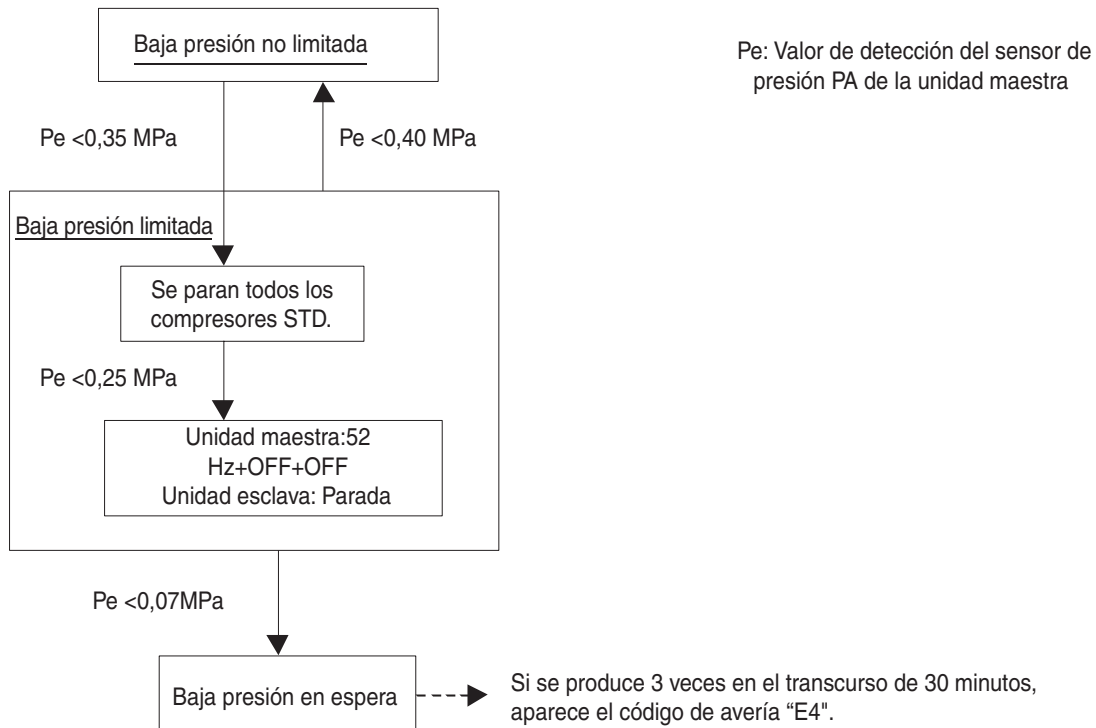 Baja presión no limitada
Pe: Valor de detección del sensor de
presión PA de la unidad maestra
Pe <0,35 MPa
Pe <0,40 MPa
Baja presión limitada
Se paran todos los
compresores STD.
Pe <0,25 MPa
Unidad maestra:52
Hz+OFF+OFF
Unidad esclava: Parada
Pe <0,07MPa
Baja presión en espera
Si se produce 3 veces en el transcurso de 30 minutos,
aparece el código de avería “E4".